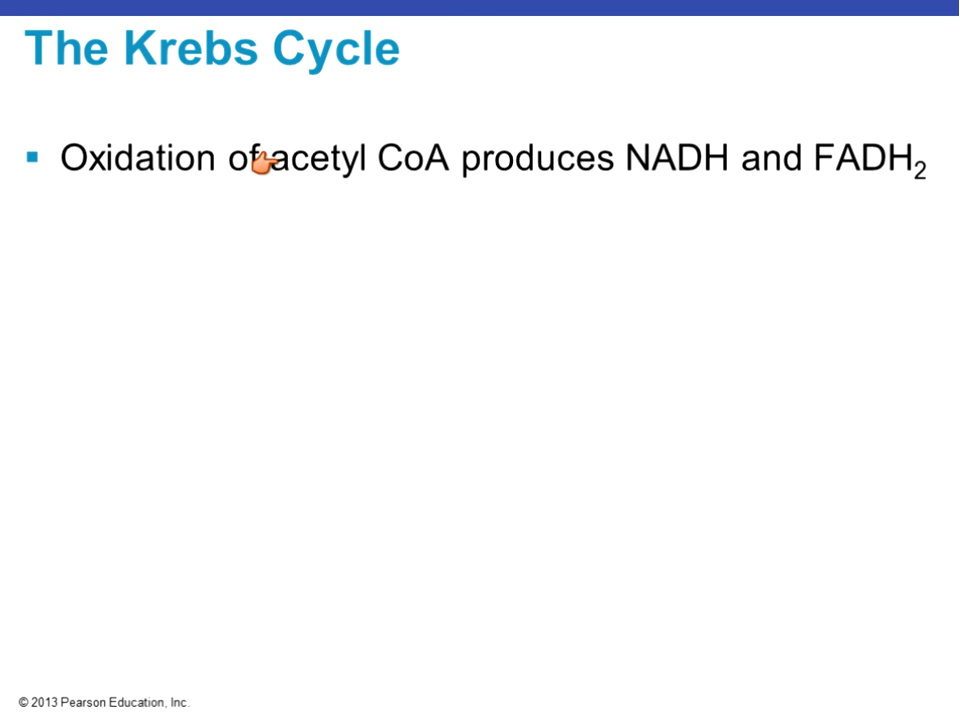 The Krebs Cycle
▪ Oxidation of acetyl CoA produces NADH and FADH₂
© 2013 Pearson Education, Inc.